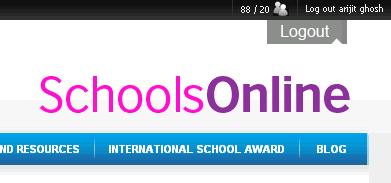 88 / 20 Log out arijit ghosh
Logout
SchoolsOnline
ND RESOURCES INTERNATIONAL SCHOOL AWARD BLOG